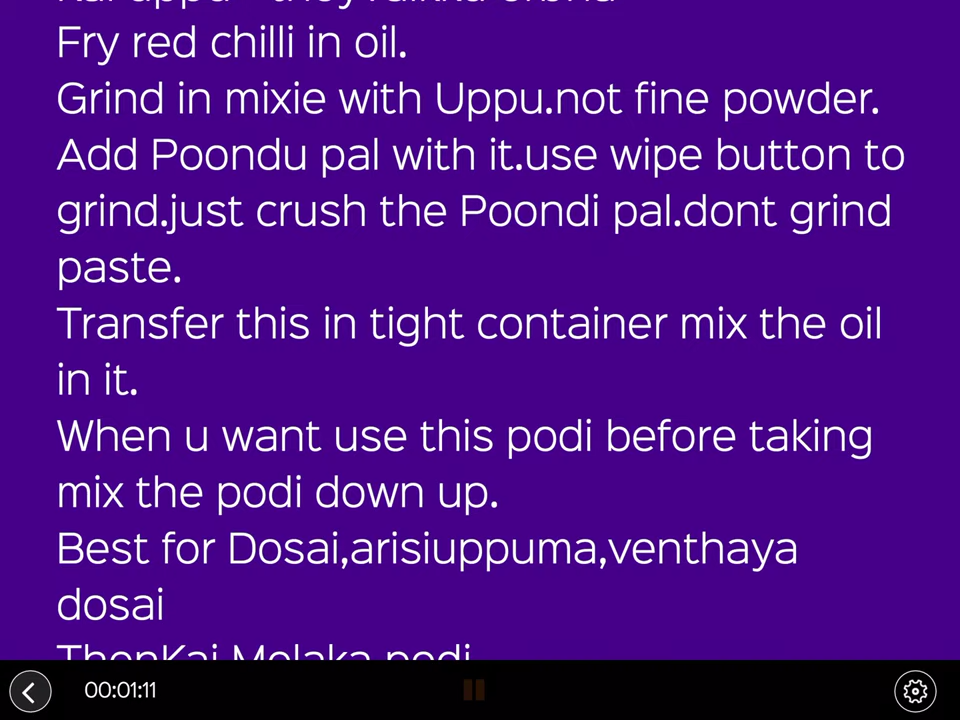 Fry red chilli in oil.
Grind in mixie with Uppu.not fine powder.
Add Poondu pal with it.use wipe button to
grind.just crush the Poondi pal.dont grind
paste.
Transfer this in tight container mix the oil
in it.
When u want use this podi before taking
mix the podi down up.
Best for Dosai,arisiuppuma,venthaya
dosai
ThenKai Molaka podi
00:01:11